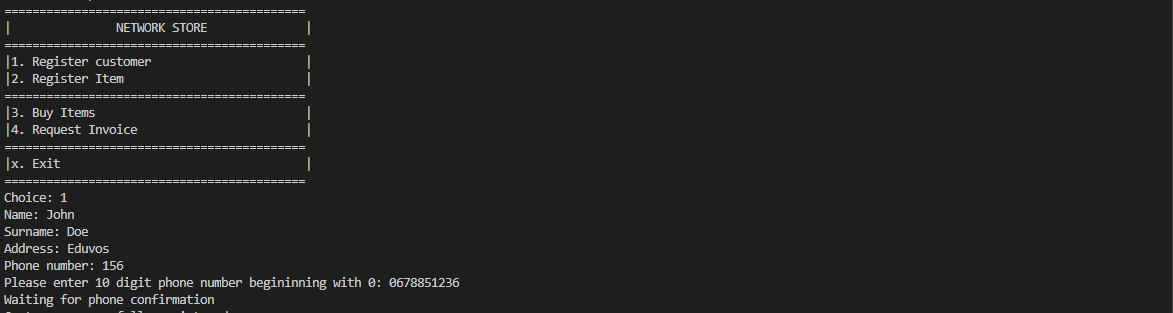 ===========================================
|               NETWORK STORE              |
===========================================
|1. Register customer                      |
|2. Register Item                          |
===========================================
|3. Buy Items                              |
|4. Request Invoice                        |
===========================================
|x. Exit                                   |
===========================================
Choice: 1
Name: John
Surname: Doe
Address: Eduvos
Phone number: 156
Please enter 10 digit phone number begininning with 0: 0678851236
Waiting for phone confirmation